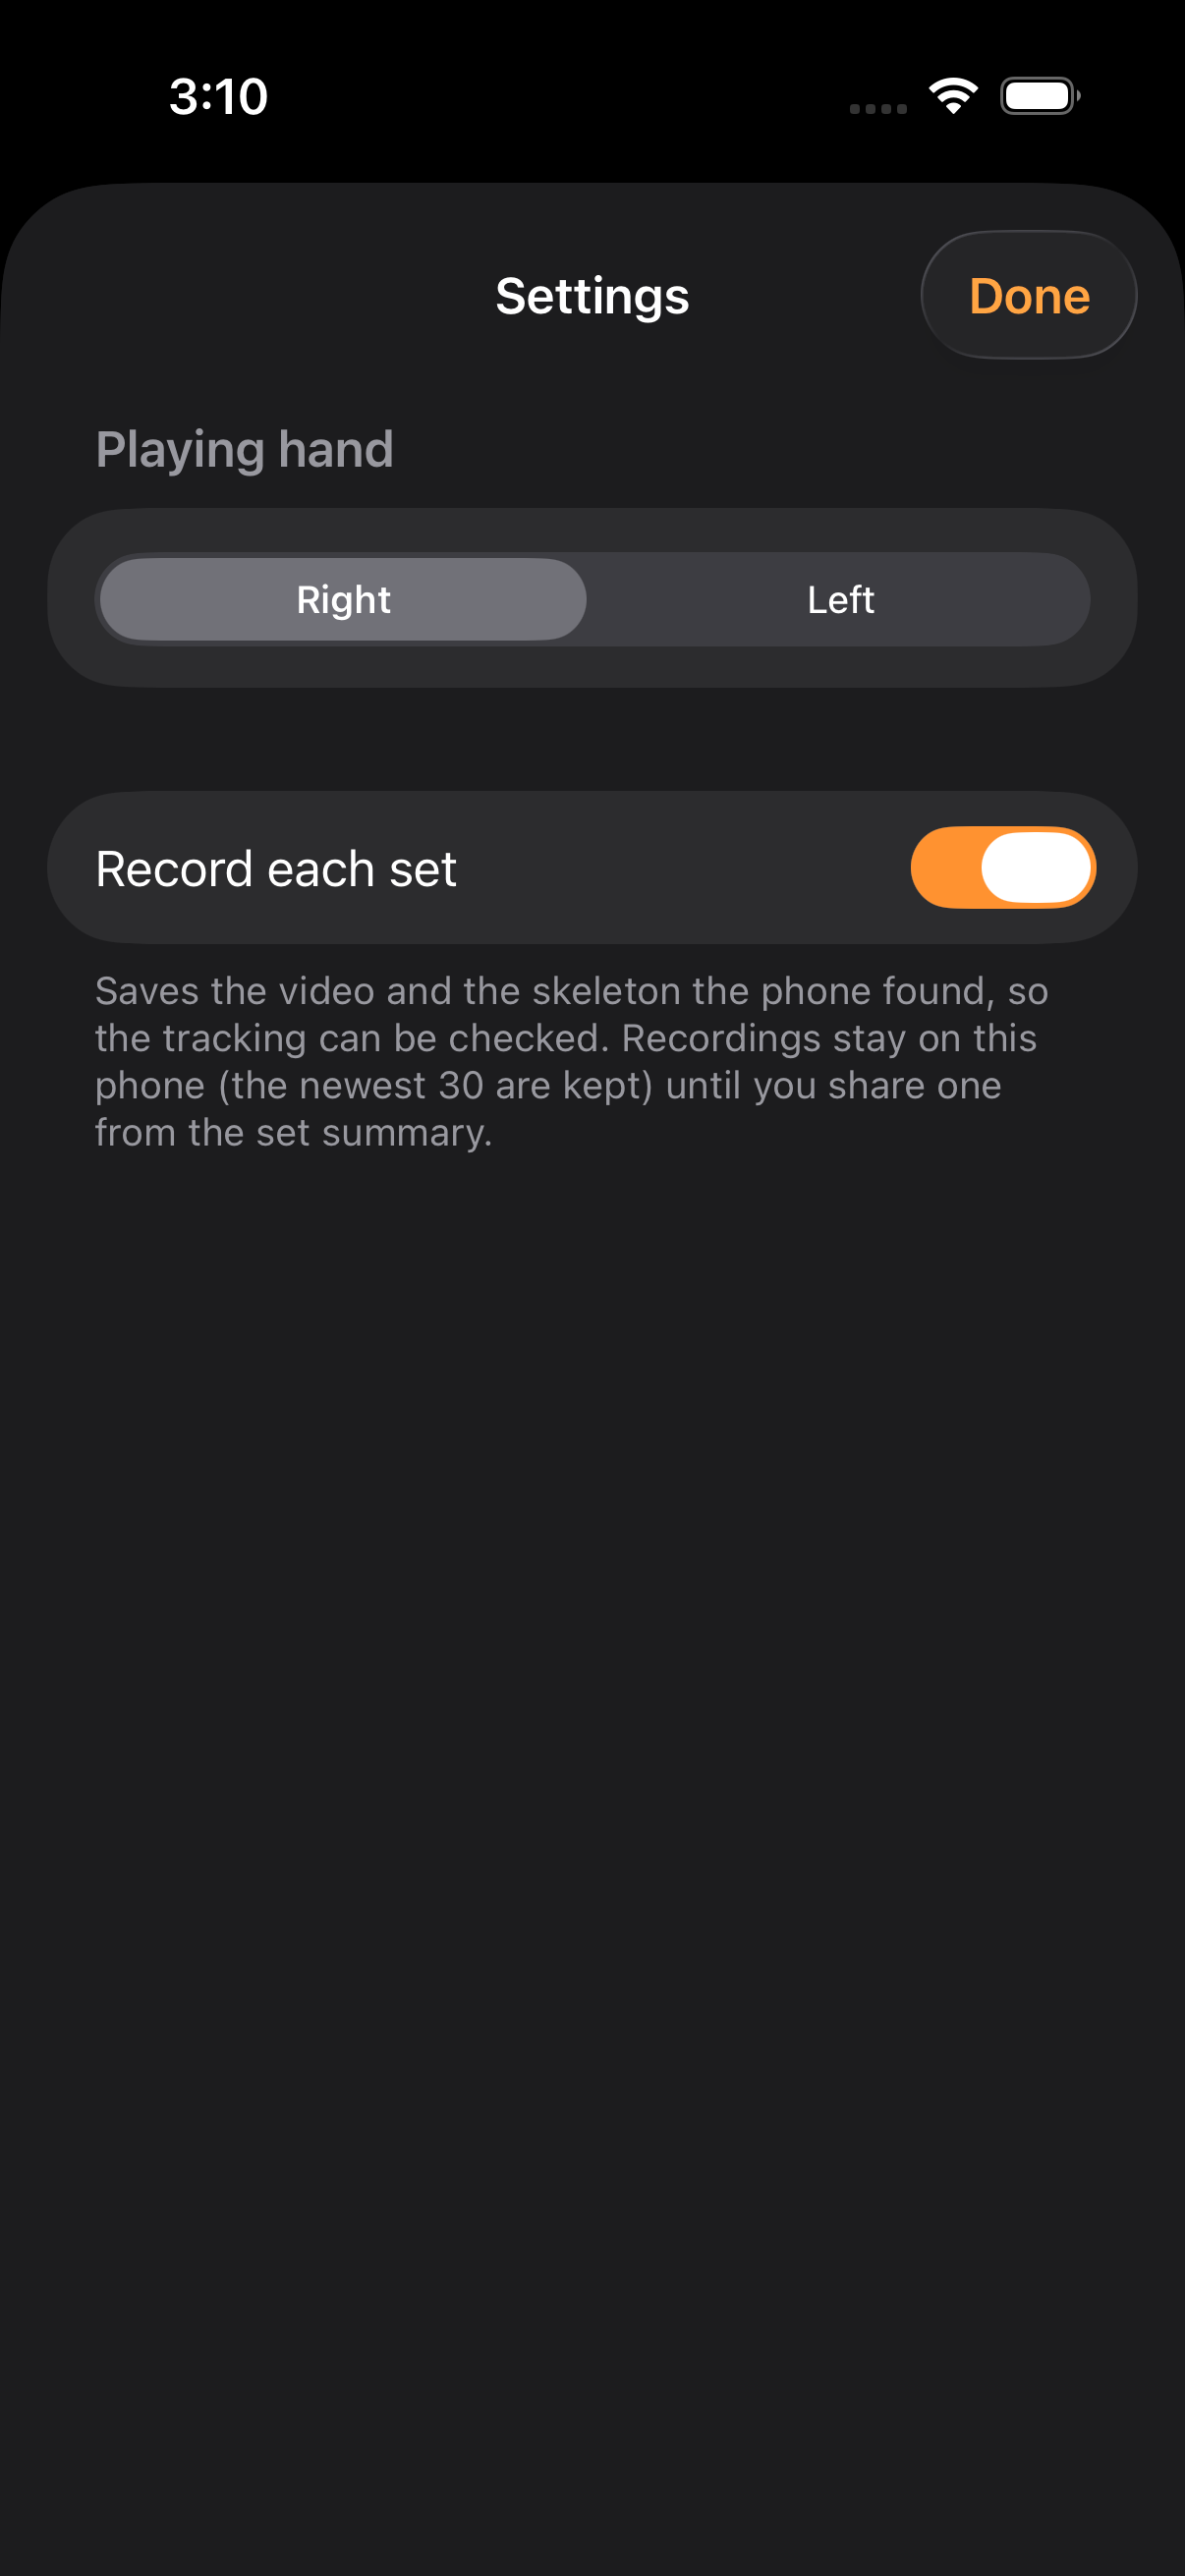 3:10
Settings
Done
Playing hand
Right
Left
Record each set
Saves the video and the skeleton the phone found, so
the tracking can be checked. Recordings stay on this
phone (the newest 30 are kept) until you share one
from the set summary.